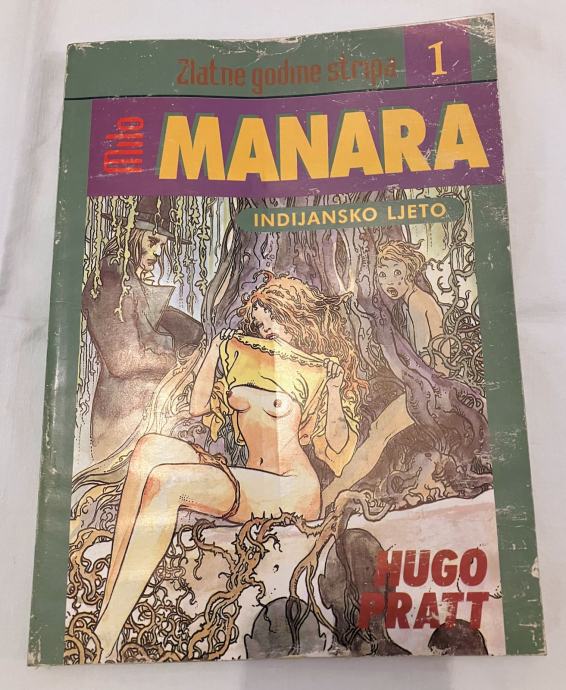 Zlatne godine stripa 1
Milo
MANARA
INDIJANSKO LJETO
HUGO
PRATT